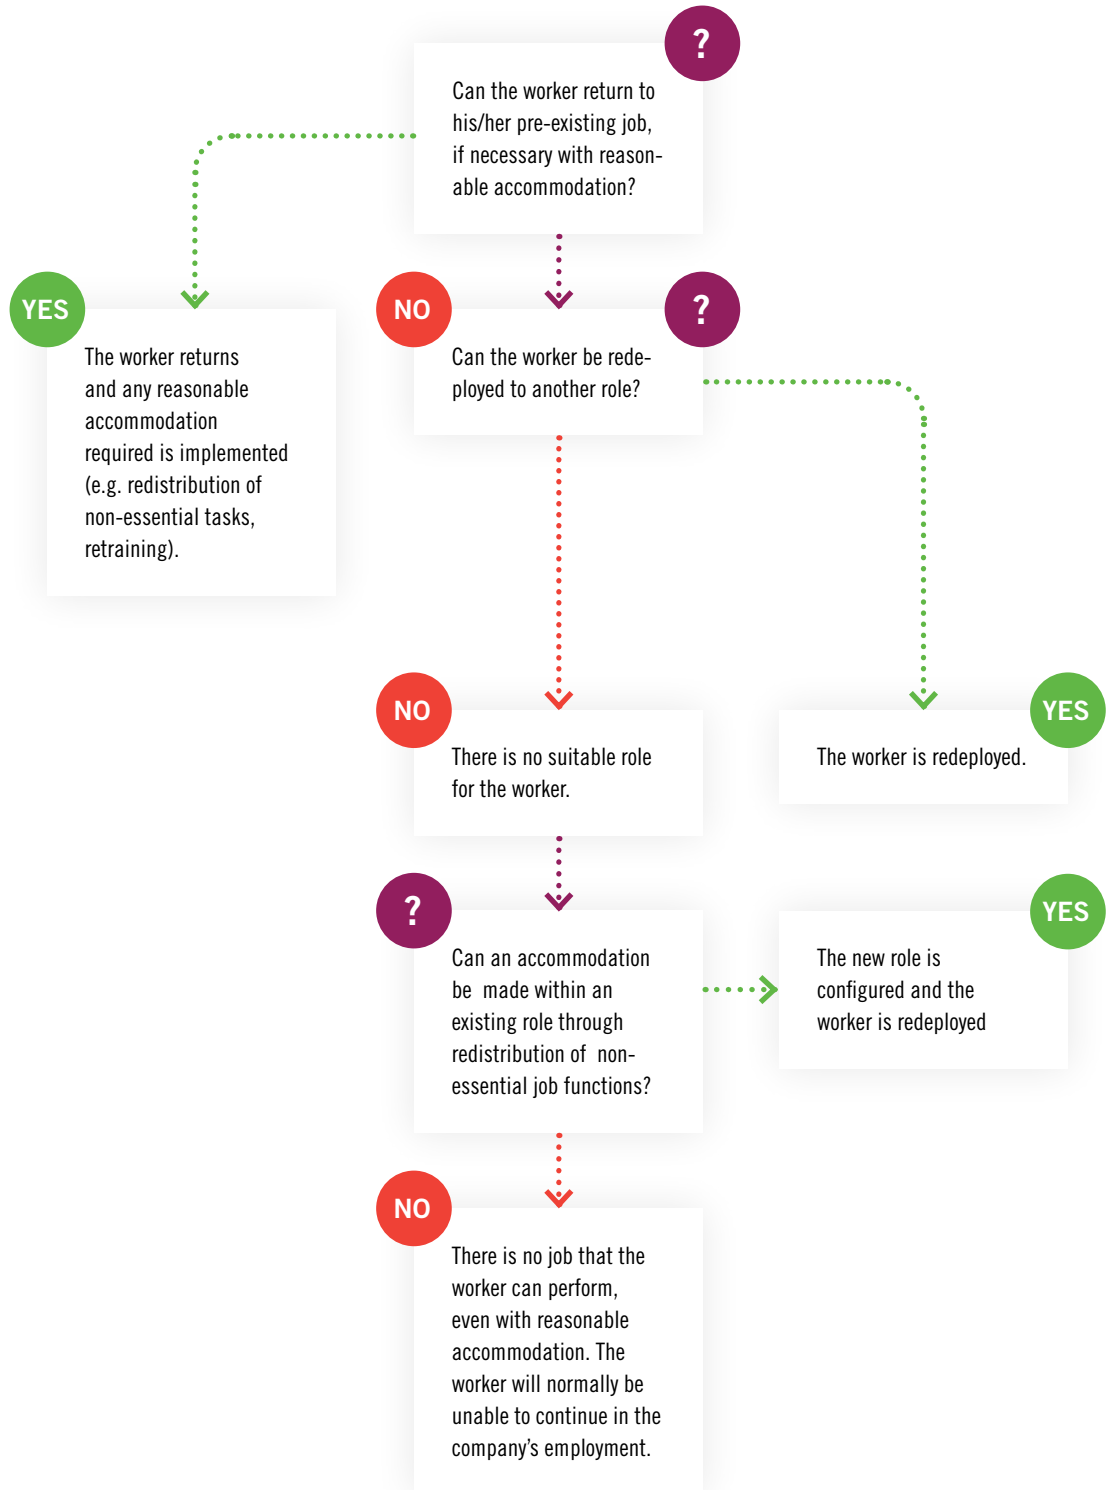 ?
Can the worker return to
his/her pre-existing job,
if necessary with reason-
able accommodation?
YES
The worker returns
and any reasonable
accommodation
required is implemented
(e.g. redistribution of
non-essential tasks,
retraining).
NO
?
Can the worker be rede-
ployed to another role?
NO
There is no suitable role
for the worker.
YES
The worker is redeployed.
?
Can an accommodation
be made within an
existing role through
redistribution of non-
essential job functions?
YES
The new role is
configured and the
worker is redeployed
NO
There is no job that the
worker can perform,
even with reasonable
accommodation. The
worker will normally be
unable to continue in the
company’s employment.